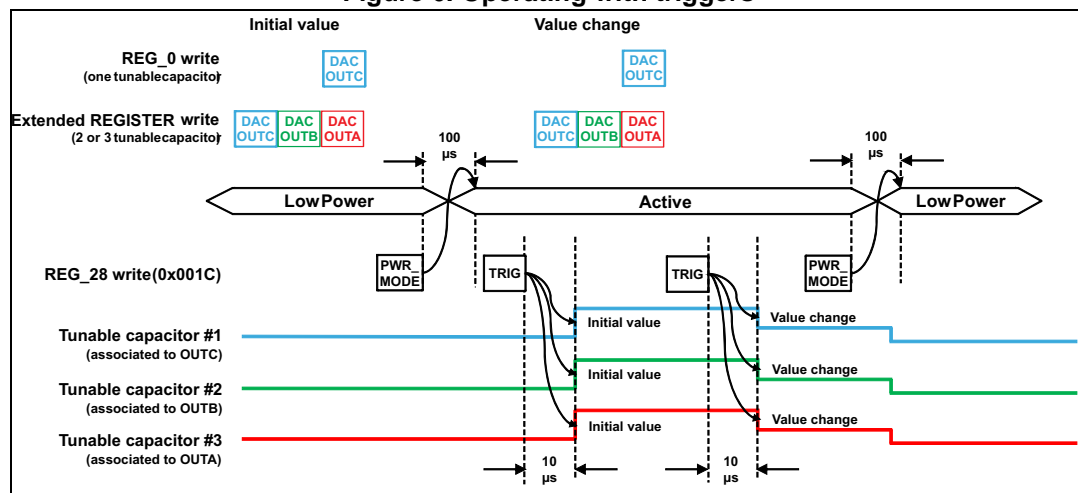 Figure 6. Operating with triggers
Initial value
Value change
REG_0 write
(one tunablecapacitor)
DAC
OUTC
DAC
OUTC
Extended REGISTER write
(2 or 3 tunablecapacitor)
DAC
OUTC
DAC
OUTB
DAC
OUTA
DAC
OUTC
DAC
OUTB
DAC
OUTA
100
µs
100
µs
LowPower
Active
LowPower
REG_28 write(0x001C)
PWR_
MODE
TRIG
TRIG
PWR_
MODE
Tunable capacitor #1
(associated to OUTC)
Initial value
Value change
Tunable capacitor #2
(associated to OUTB)
Initial value
Value change
Tunable capacitor #3
(associated to OUTA)
Initial value
Value change
10
µs
10
µs